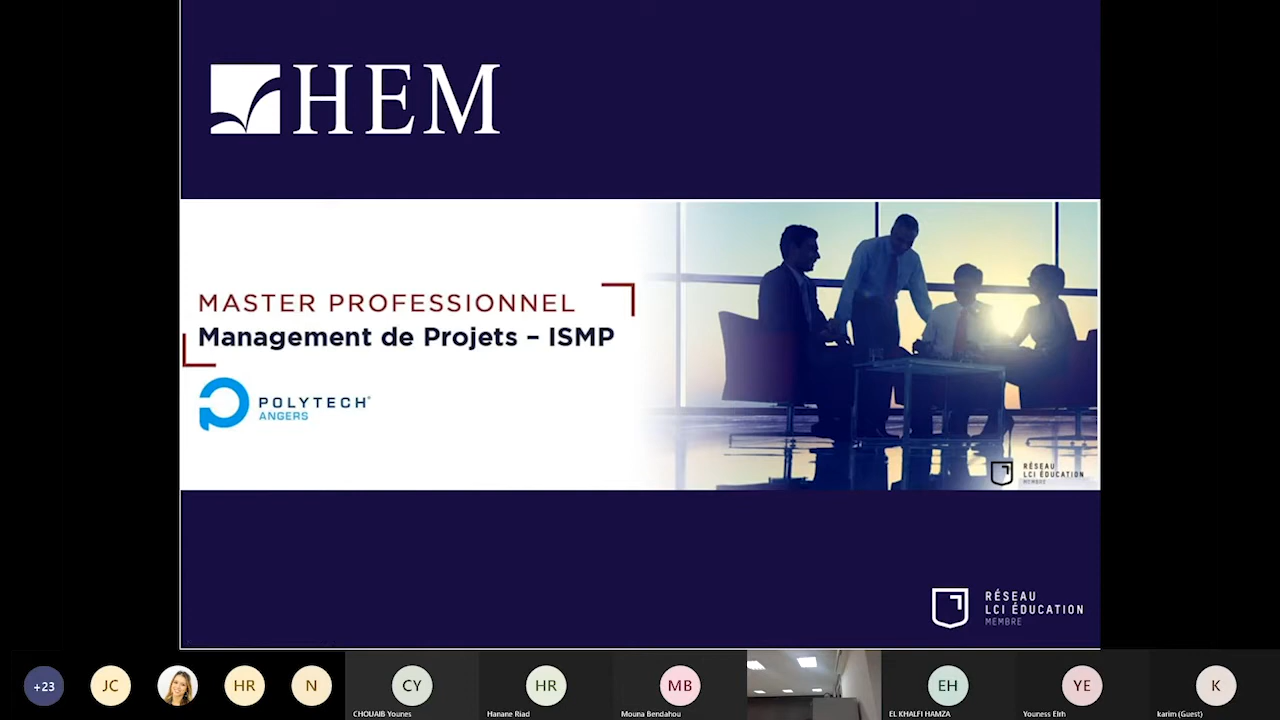 HEM
MASTER PROFESSIONNEL
Management de Projets – ISMP
POLYTECH®
ANGERS
RÉSEAU
LCI ÉDUCATION
MEMBRE
RÉSEAU
LCI ÉDUCATION
MEMBRE
+23
JC
HR
N
CY
HR
MB
EH
YE
K
CHOUAIB Younes
Hanane Riad
Mouna Bendahou
EL KHALFI HAMZA
Youness Elrh
karim (Guest)